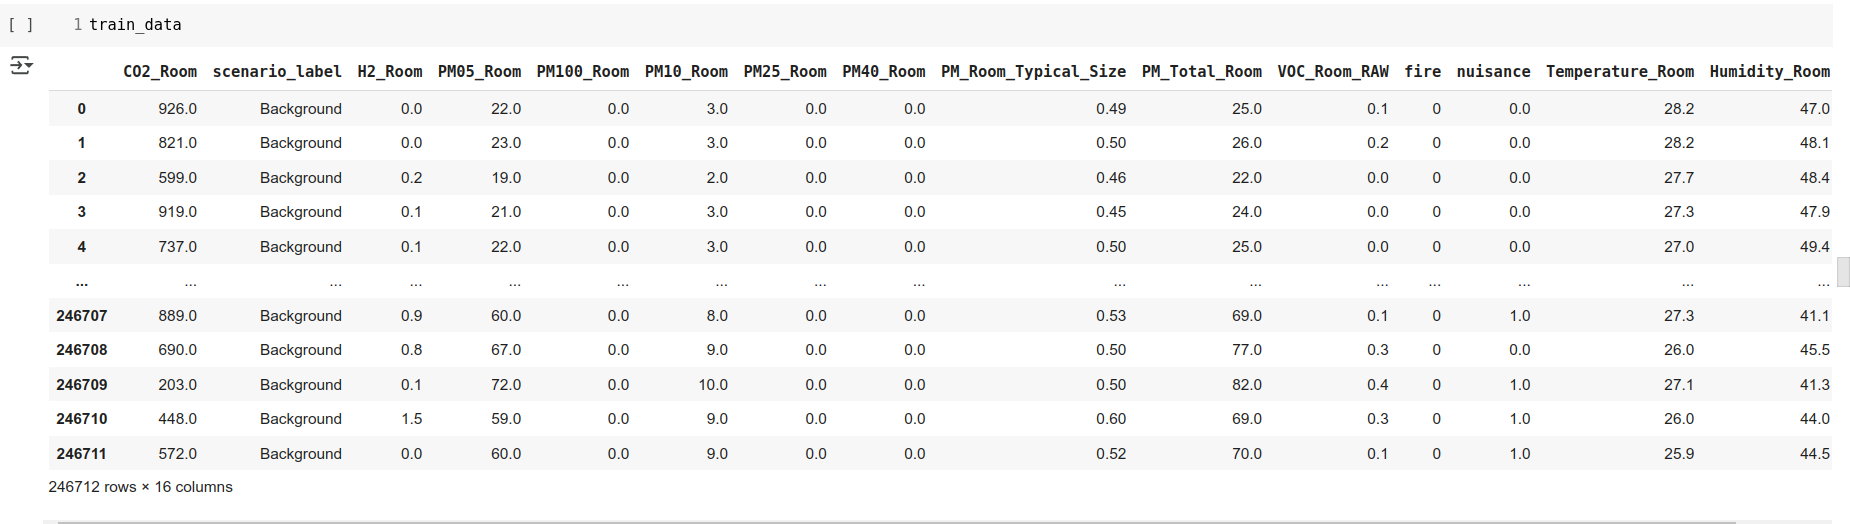 [ ] 1 train_data
CO2_Room scenario_label H2_Room PM05_Room PM100_Room PM10_Room PM25_Room PM40_Room PM_Room_Typical_Size PM_Total_Room VOC_Room_RAW fire nuisance Temperature_Room Humidity_Room
0 926.0 Background 0.0 22.0 0.0 3.0 0.0 0.0 0.49 25.0 0.1 0 0.0 28.2 47.0
1 821.0 Background 0.0 23.0 0.0 3.0 0.0 0.0 0.50 26.0 0.2 0 0.0 28.2 48.1
2 599.0 Background 0.2 19.0 0.0 2.0 0.0 0.0 0.46 22.0 0.0 0 0.0 27.7 48.4
3 919.0 Background 0.1 21.0 0.0 3.0 0.0 0.0 0.45 24.0 0.0 0 0.0 27.3 47.9
4 737.0 Background 0.1 22.0 0.0 3.0 0.0 0.0 0.50 25.0 0.0 0 0.0 27.0 49.4
... ... ... ... ... ... ... ... ... ... ... ... ... ... ... ...
246707 889.0 Background 0.9 60.0 0.0 8.0 0.0 0.0 0.53 69.0 0.1 0 1.0 27.3 41.1
246708 690.0 Background 0.8 67.0 0.0 9.0 0.0 0.0 0.50 77.0 0.3 0 0.0 26.0 45.5
246709 203.0 Background 0.1 72.0 0.0 10.0 0.0 0.0 0.50 82.0 0.4 0 1.0 27.1 41.3
246710 448.0 Background 1.5 59.0 0.0 9.0 0.0 0.0 0.60 69.0 0.3 0 1.0 26.0 44.0
246711 572.0 Background 0.0 60.0 0.0 9.0 0.0 0.0 0.52 70.0 0.1 0 1.0 25.9 44.5
246712 rows × 16 columns